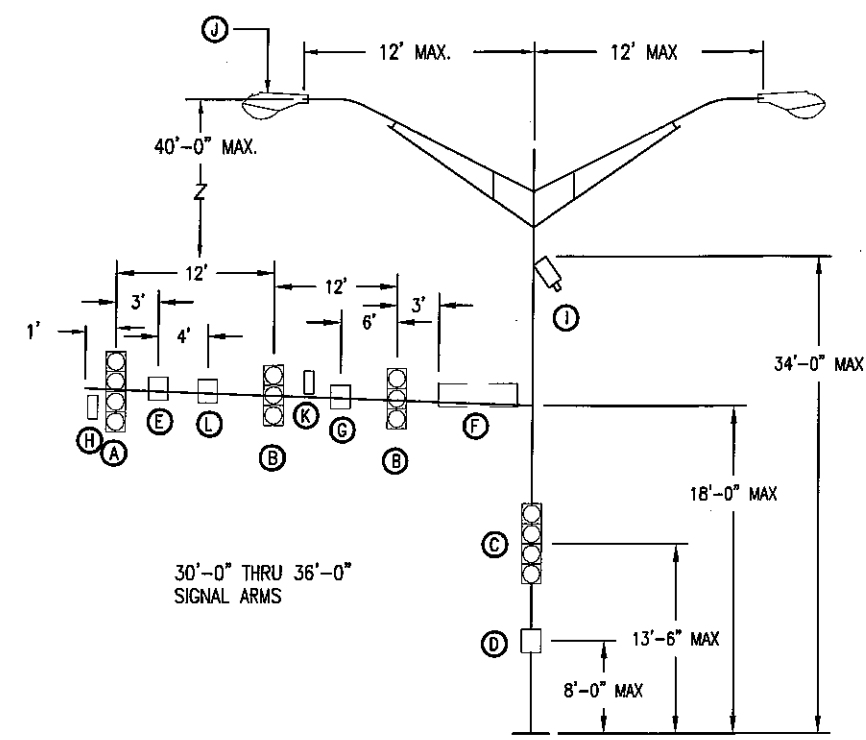 J
12' MAX.
12' MAX
40'-0" MAX.
Z
12'
12'
3'
3'
6'
4'
1'
I
34'-0" MAX
H
A
E
L
B
K
G
B
F
18'-0" MAX
C
30'-0" THRU 36'-0"
SIGNAL ARMS
13'-6" MAX
D
8'-0" MAX